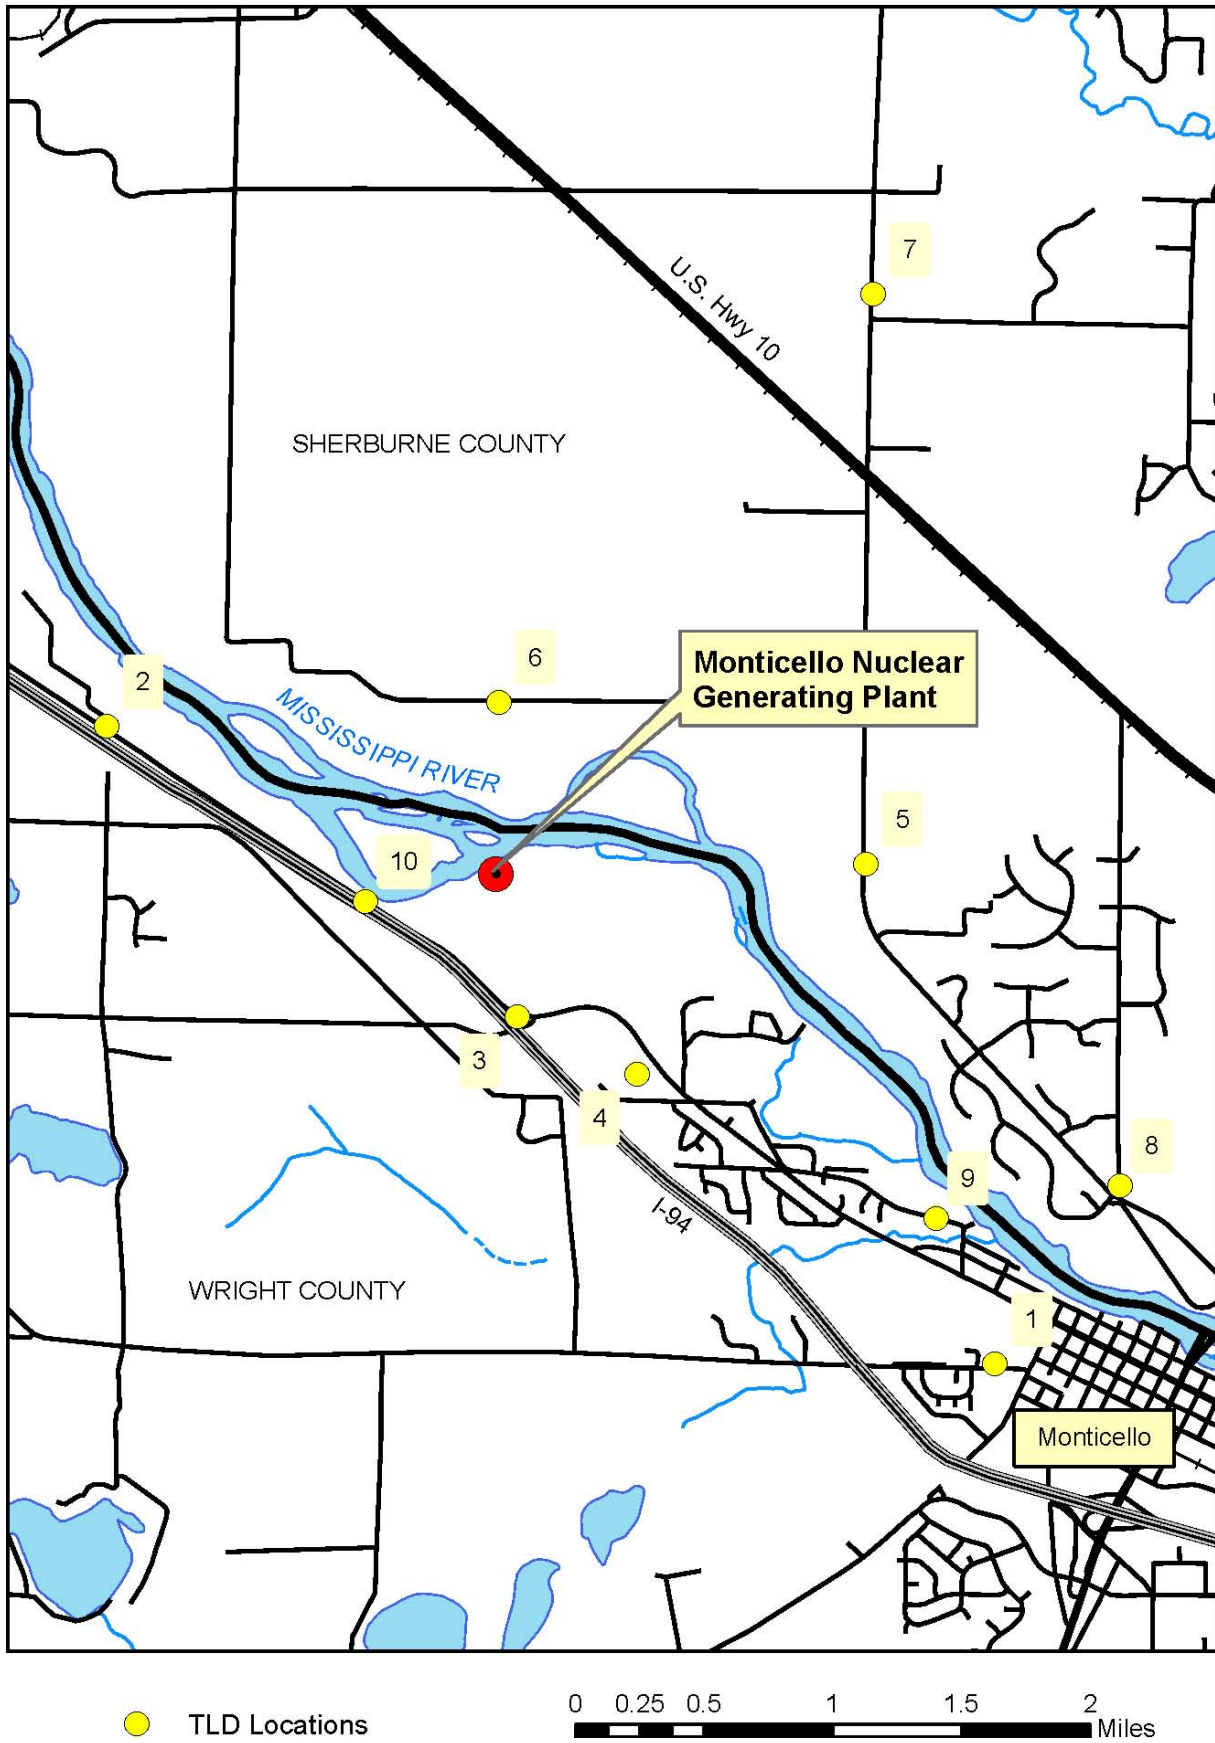 7
U.S. Hwy 10
SHERBURNE COUNTY
6
Monticello Nuclear
Generating Plant
2
MISSISSIPPI RIVER
5
10
3
4
8
9
I-94
WRIGHT COUNTY
1
Monticello
TLD Locations
0 0.25 0.5 1 1.5 2
Miles